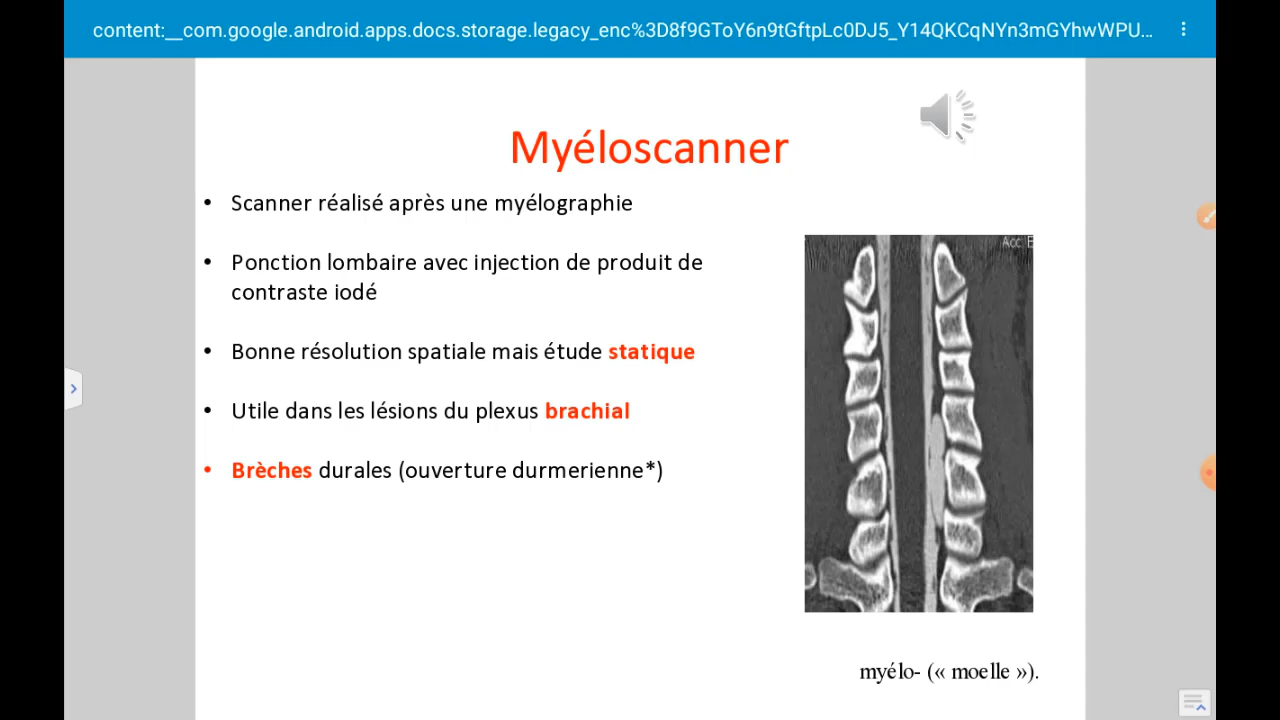 content:__com.google.android.apps.docs.storage.legacy_enc%3D8f9GToY6n9tGftpLc0DJ5_Y14QKCqNYn3mGYhwWPU...
Myéloscanner
• Scanner réalisé après une myélographie
• Ponction lombaire avec injection de produit de
contraste iodé
• Bonne résolution spatiale mais étude statique
• Utile dans les lésions du plexus brachial
• Brèches durales (ouverture durmerienne*)
Acc E
myélo- (« moelle »).